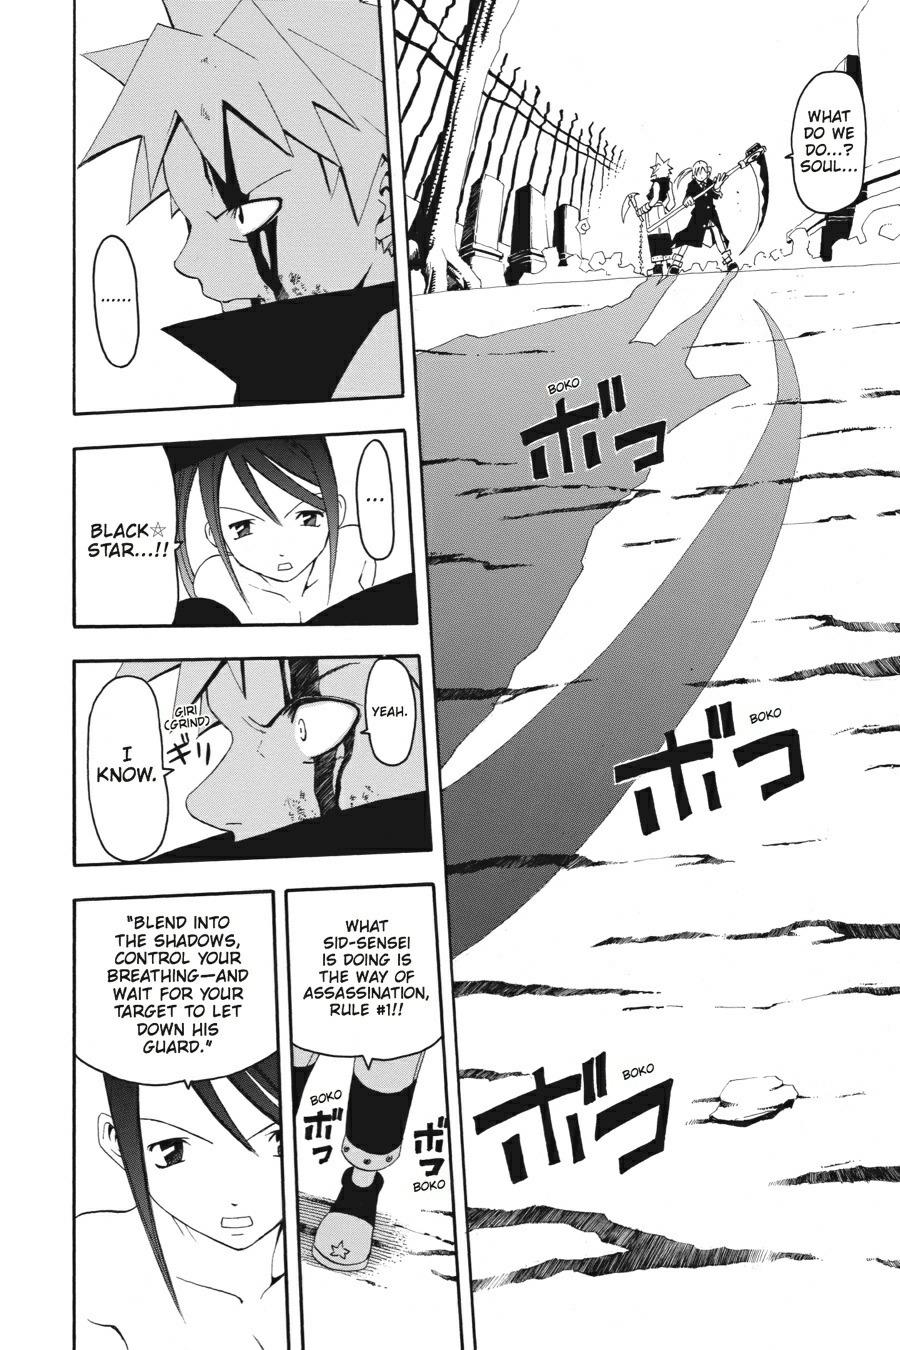 WHAT
DO WE
DO...?
SOUL...
BOKO
ボコ
BOKO
ボコ
BOKO
ボコ
.......
...
BLACK☆
STAR...!!
YEAH.
GIRI
(GRIND)
ギリ
I
KNOW.
WHAT
SID-SENSEI
IS DOING IS
THE WAY OF
ASSASSINATION,
RULE #1!!
BOKO
ボコ
ボコ
BOKO
"BLEND INTO
THE SHADOWS,
CONTROL YOUR
BREATHING—AND
WAIT FOR YOUR
TARGET TO LET
DOWN HIS
GUARD."